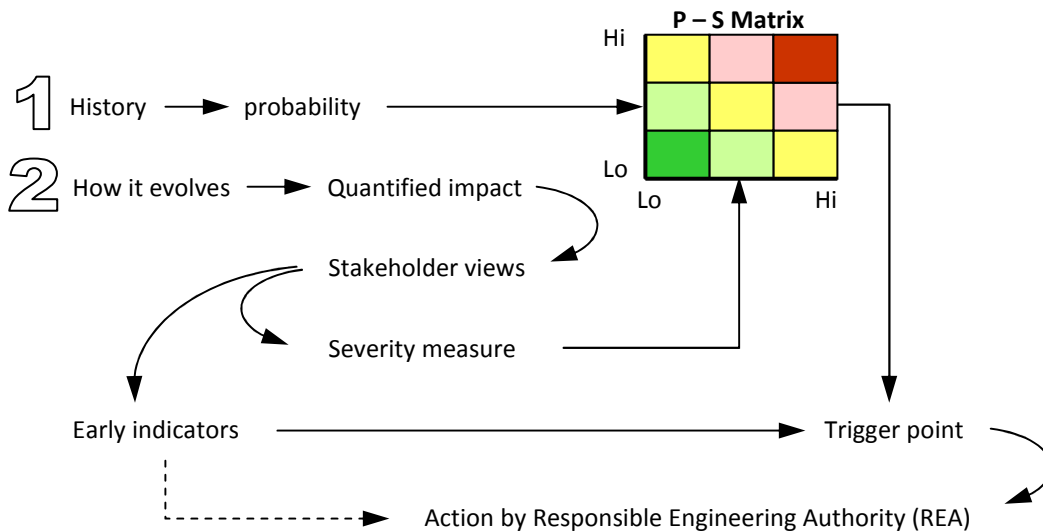 P – S Matrix
Hi
1 History probability
Lo
2 How it evolves Quantified impact
Lo Hi
Stakeholder views
Severity measure
Early indicators Trigger point
Action by Responsible Engineering Authority (REA)